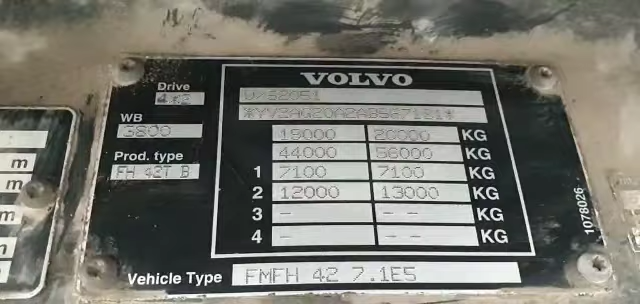 VOLVO
Drive
4x2
WB
3800
Prod. type
FH 42T B
19000 20000 KG
44000 56000 KG
1 7100 7100 KG
2 12000 13000 KG
3 - -- KG
4 - -- KG
1078026
Vehicle Type FMFH 42 7.1E5
m
m
m
m